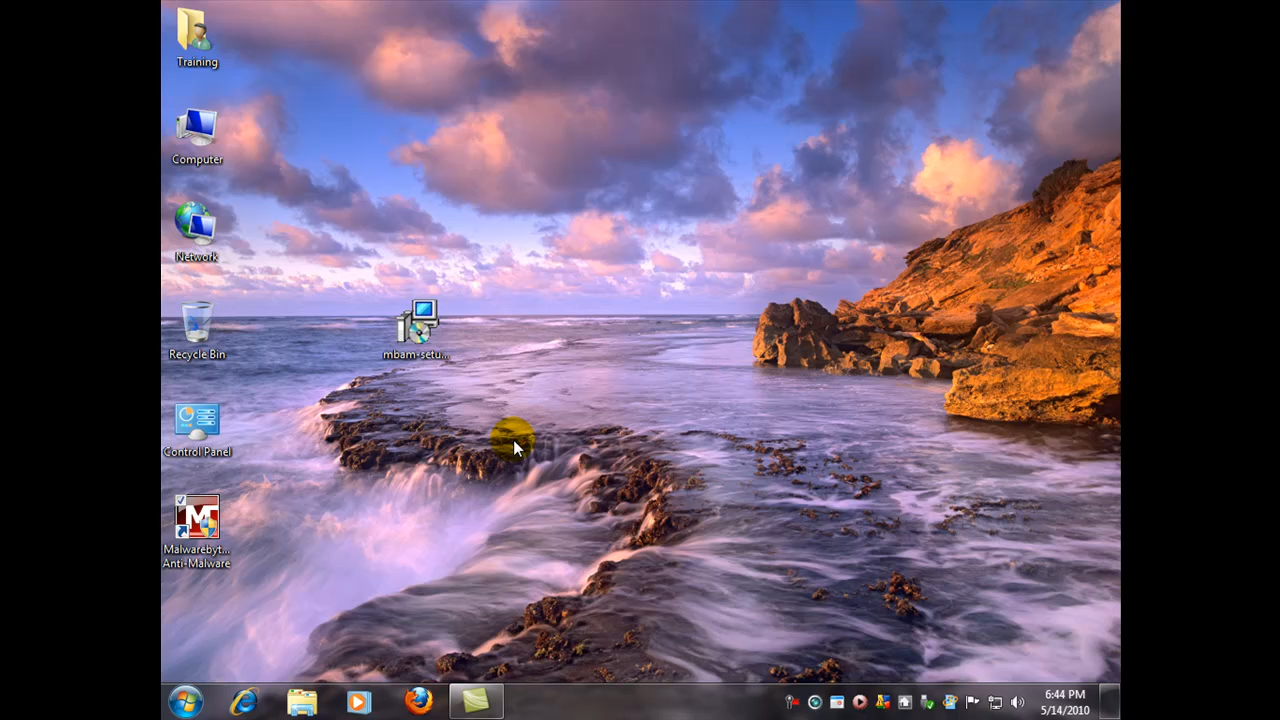 Training
Computer
Network
Recycle Bin
mbam-setu...
Control Panel
Malwarebyt...
Anti-Malware
6:44 PM
5/14/2010